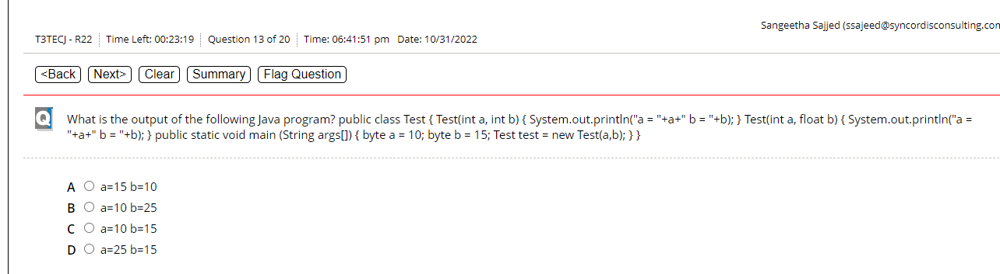 Sangeetha Sajjed (ssajeed@syncordisconsulting.com
T3TECJ - R22 Time Left: 00:23:19 Question 13 of 20 Time: 06:41:51 pm Date: 10/31/2022
<Back Next> Clear Summary Flag Question
Q What is the output of the following Java program? public class Test { Test(int a, int b) { System.out.println("a = "+a+" b = "+b); } Test(int a, float b) { System.out.println("a =
"+a+" b = "+b); } public static void main (String args[]) { byte a = 10; byte b = 15; Test test = new Test(a,b); } }
A a=15 b=10
B a=10 b=25
C a=10 b=15
D a=25 b=15